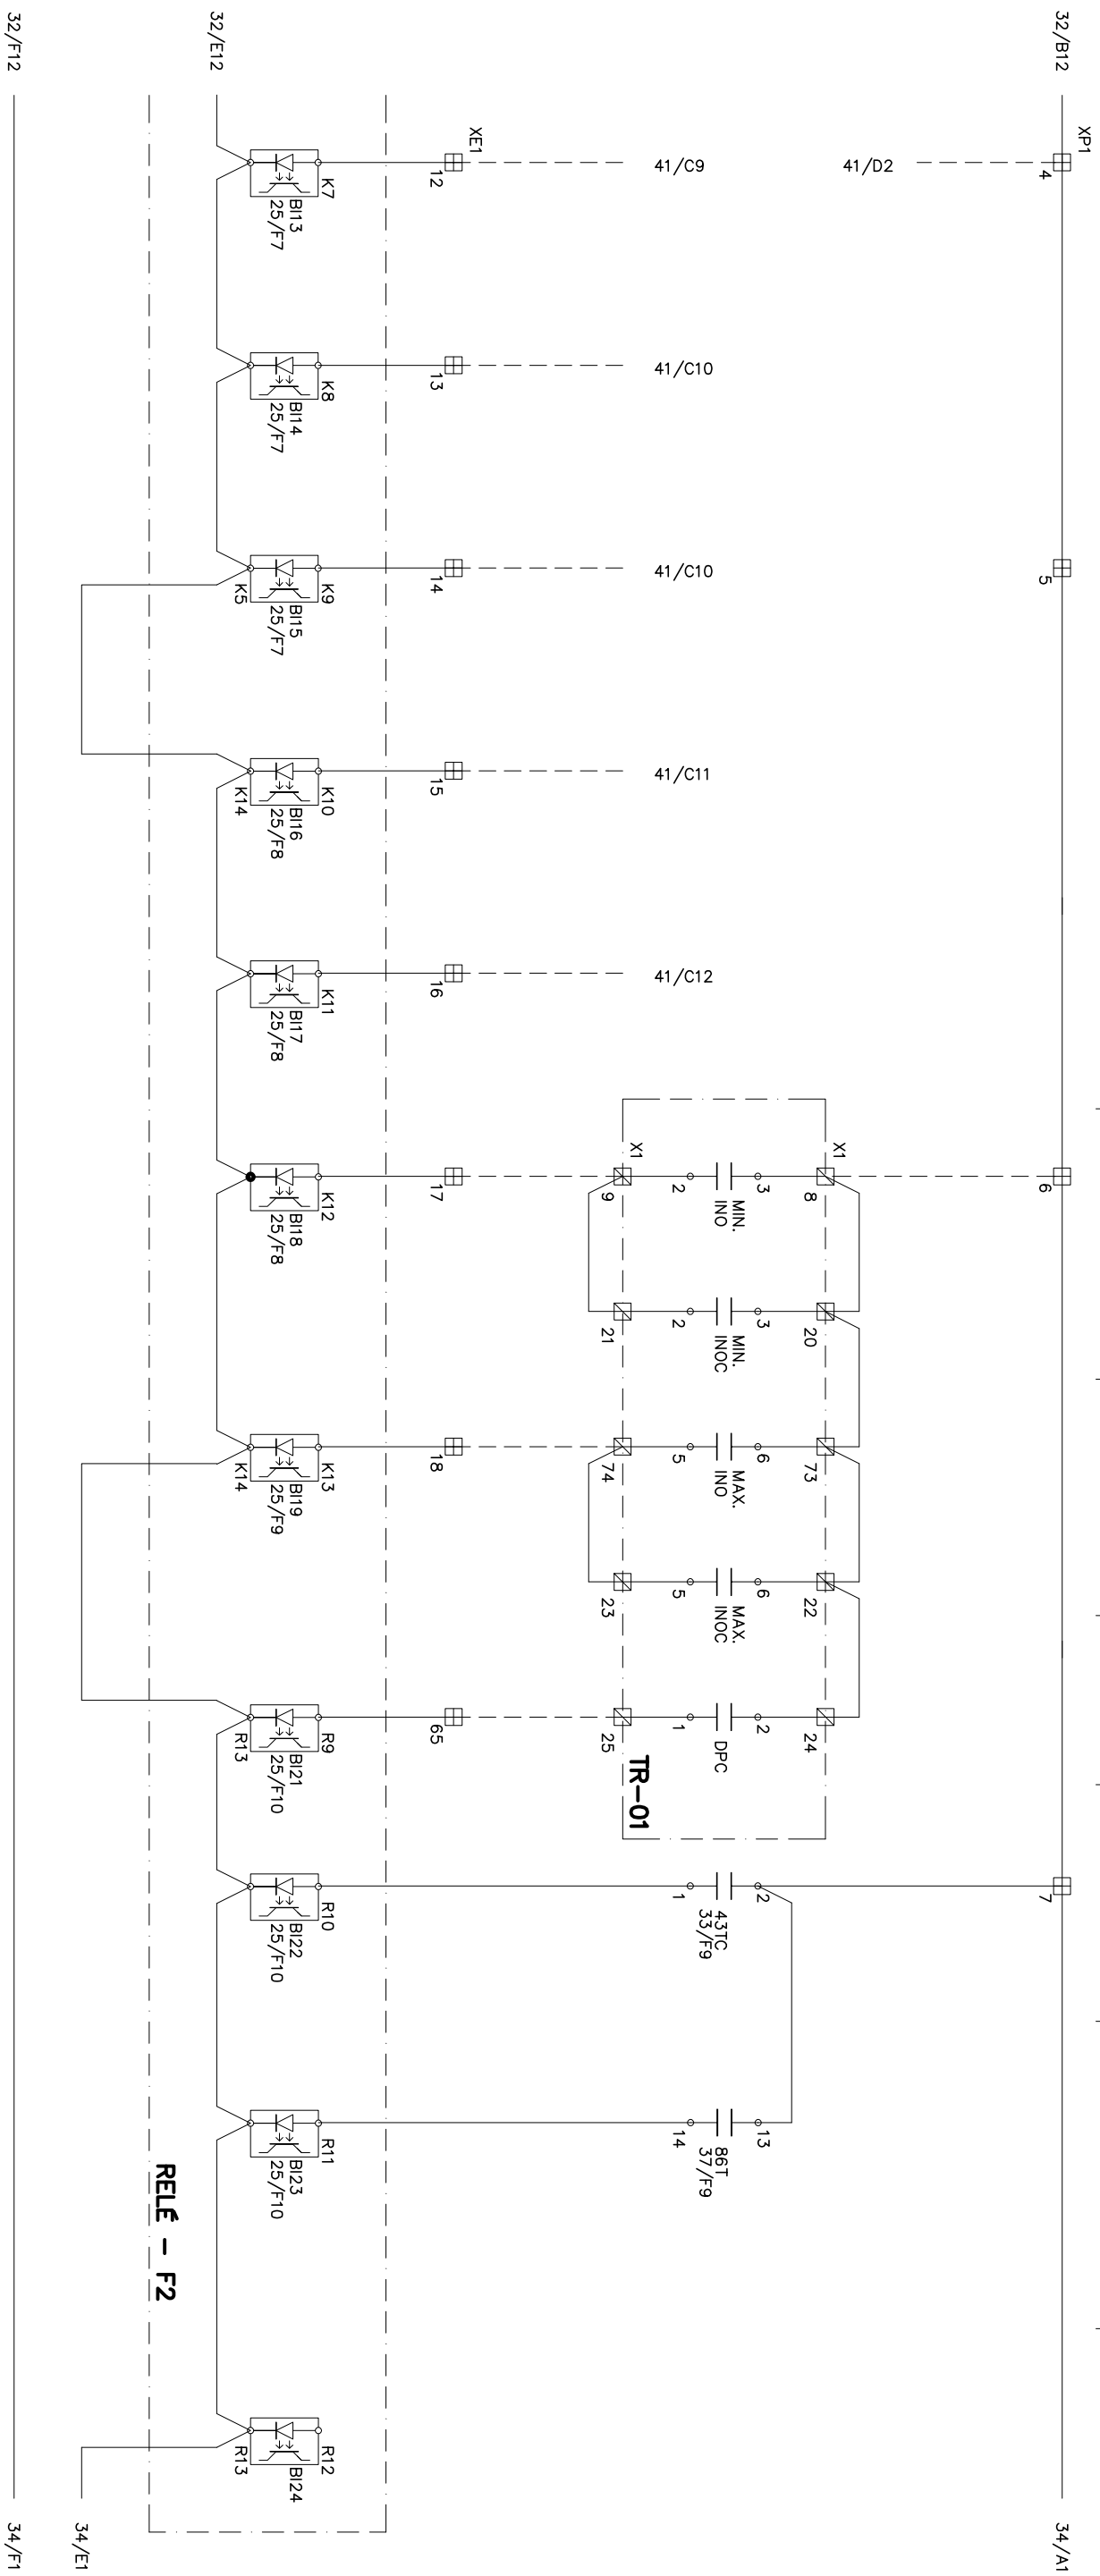 XP1
32/B12
4
5
6
7
34/A1
41/D2
X1
8
20
73
22
24
3
3
6
6
2
2
13
MIN.
INO
MIN.
INOC
MAX.
INO
MAX.
INOC
DPC
43TC
33/F9
86T
37/F9
2
2
5
5
1
1
14
41/C9
41/C10
41/C10
41/C11
41/C12
X1
9
21
74
23
25
TR-01
XE1
12
13
14
15
16
17
18
65
K7
K8
K9
K10
K11
K12
K13
R9
R10
R11
R12
BI13
25/F7
BI14
25/F7
BI15
25/F7
BI16
25/F8
BI17
25/F8
BI18
25/F8
BI19
25/F9
BI21
25/F10
BI22
25/F10
BI23
25/F10
BI24
K5
K14
K14
R13
R13
32/E12
RELÉ - F2
34/E1
32/F12
34/F1